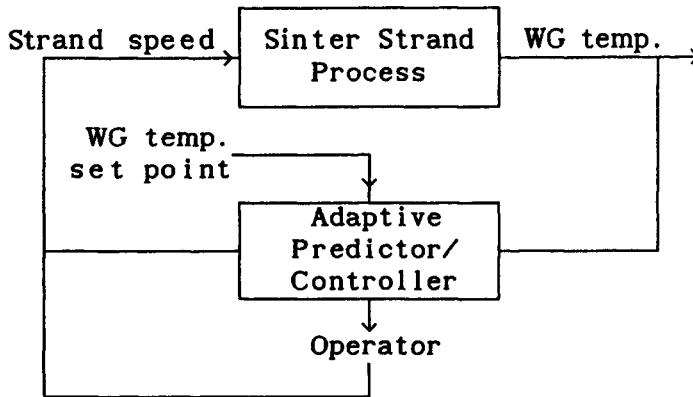 Strand speed
Sinter Strand
Process
WG temp.
WG temp.
set point
Adaptive
Predictor/
Controller
Operator